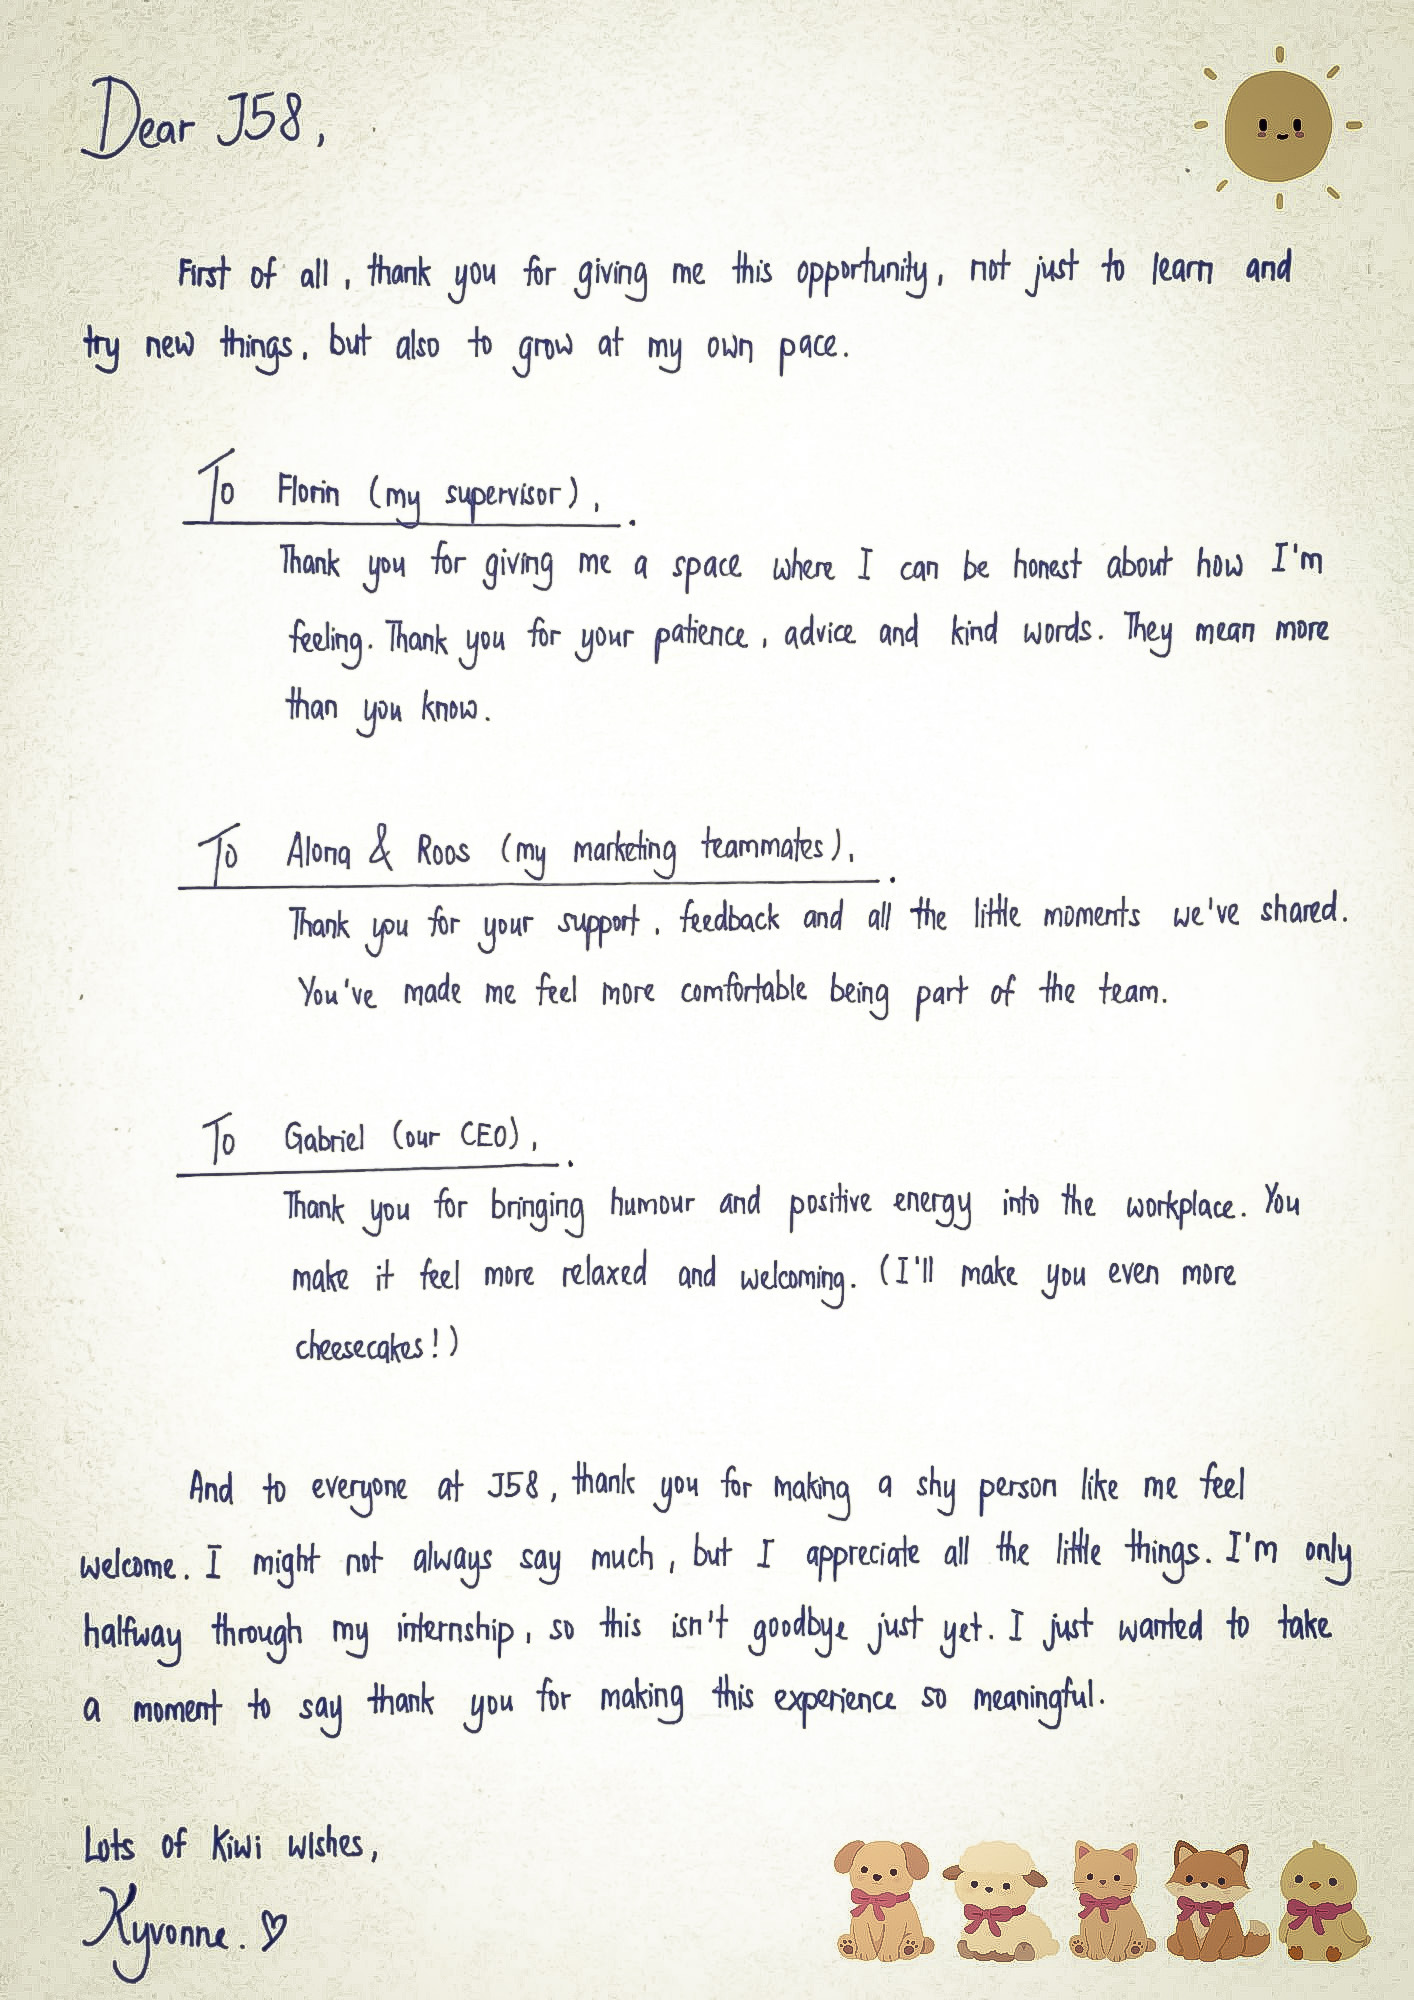 Dear J58,
First of all, thank you for giving me this opportunity, not just to learn and
try new things, but also to grow at my own pace.
To Florin (my supervisor),
Thank you for giving me a space where I can be honest about how I'm
feeling. Thank you for your patience, advice and kind words. They mean more
than you know.
To Alona & Roos (my marketing teammates),
Thank you for your support, feedback and all the little moments we've shared.
You've made me feel more comfortable being part of the team.
To Gabriel (our CEO),
Thank you for bringing humour and positive energy into the workplace. You
make it feel more relaxed and welcoming. (I'll make you even more
cheesecakes!)
And to everyone at J58, thank you for making a shy person like me feel
welcome. I might not always say much, but I appreciate all the little things. I'm only
halfway through my internship, so this isn't goodbye just yet. I just wanted to take
a moment to say thank you for making this experience so meaningful.
Lots of Kiwi wishes,
Kyvonne.